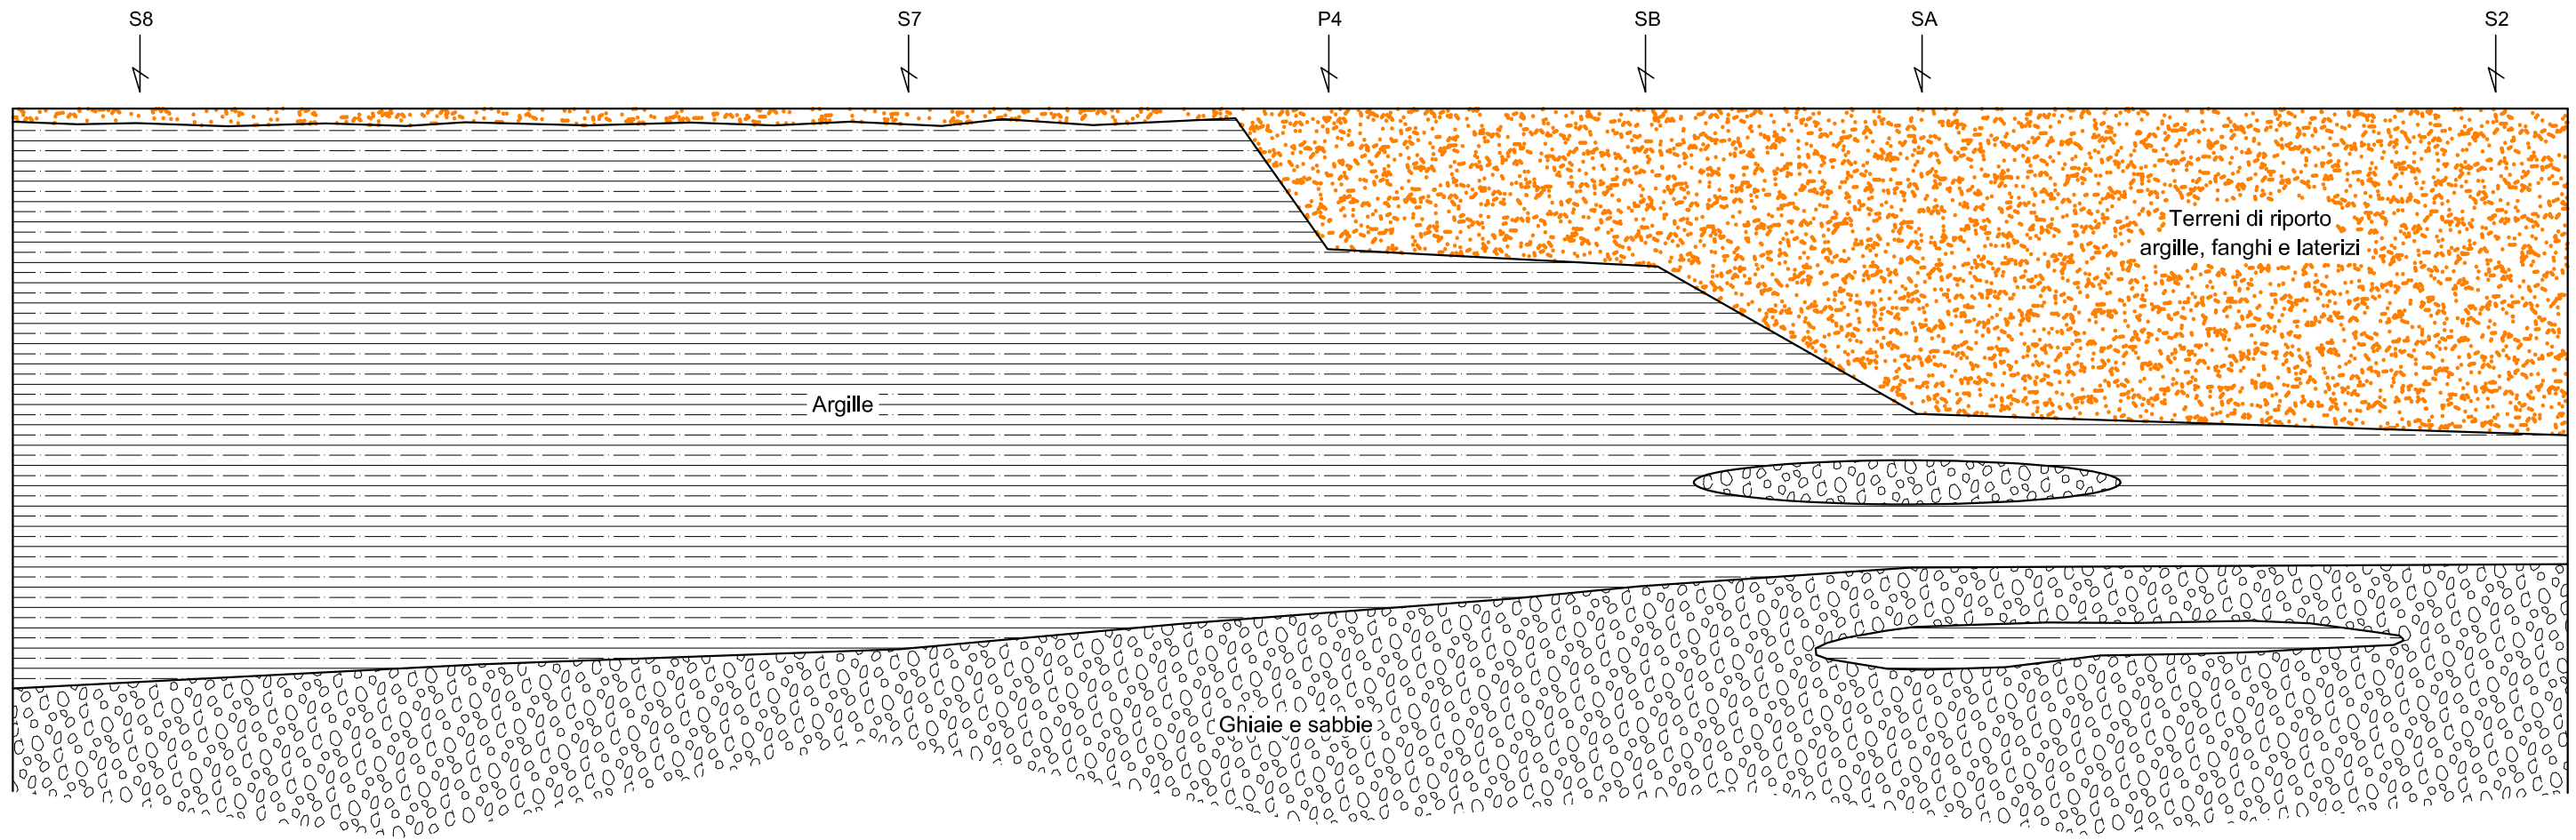 S8 S7 P4 SB SA S2
Terreni di riporto
argille, fanghi e laterizi
Argille
Ghiaie e sabbie